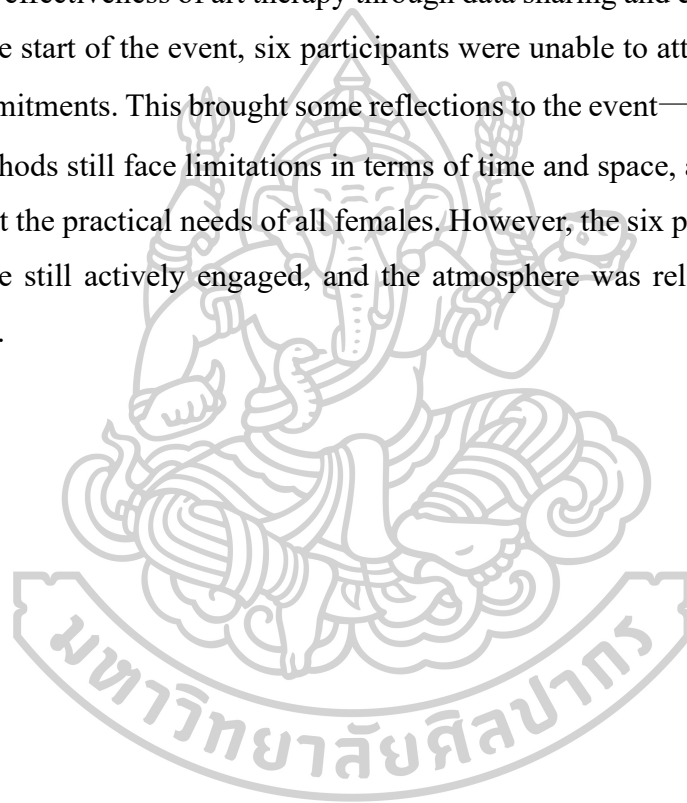 effectiveness of art therapy through data sharing and
e start of the event, six participants were unable to att
mitments. This brought some reflections to the event—
hods still face limitations in terms of time and space, a
t the practical needs of all females. However, the six p
e still actively engaged, and the atmosphere was rel
.
มหาวิทยาลัยศิลปากร